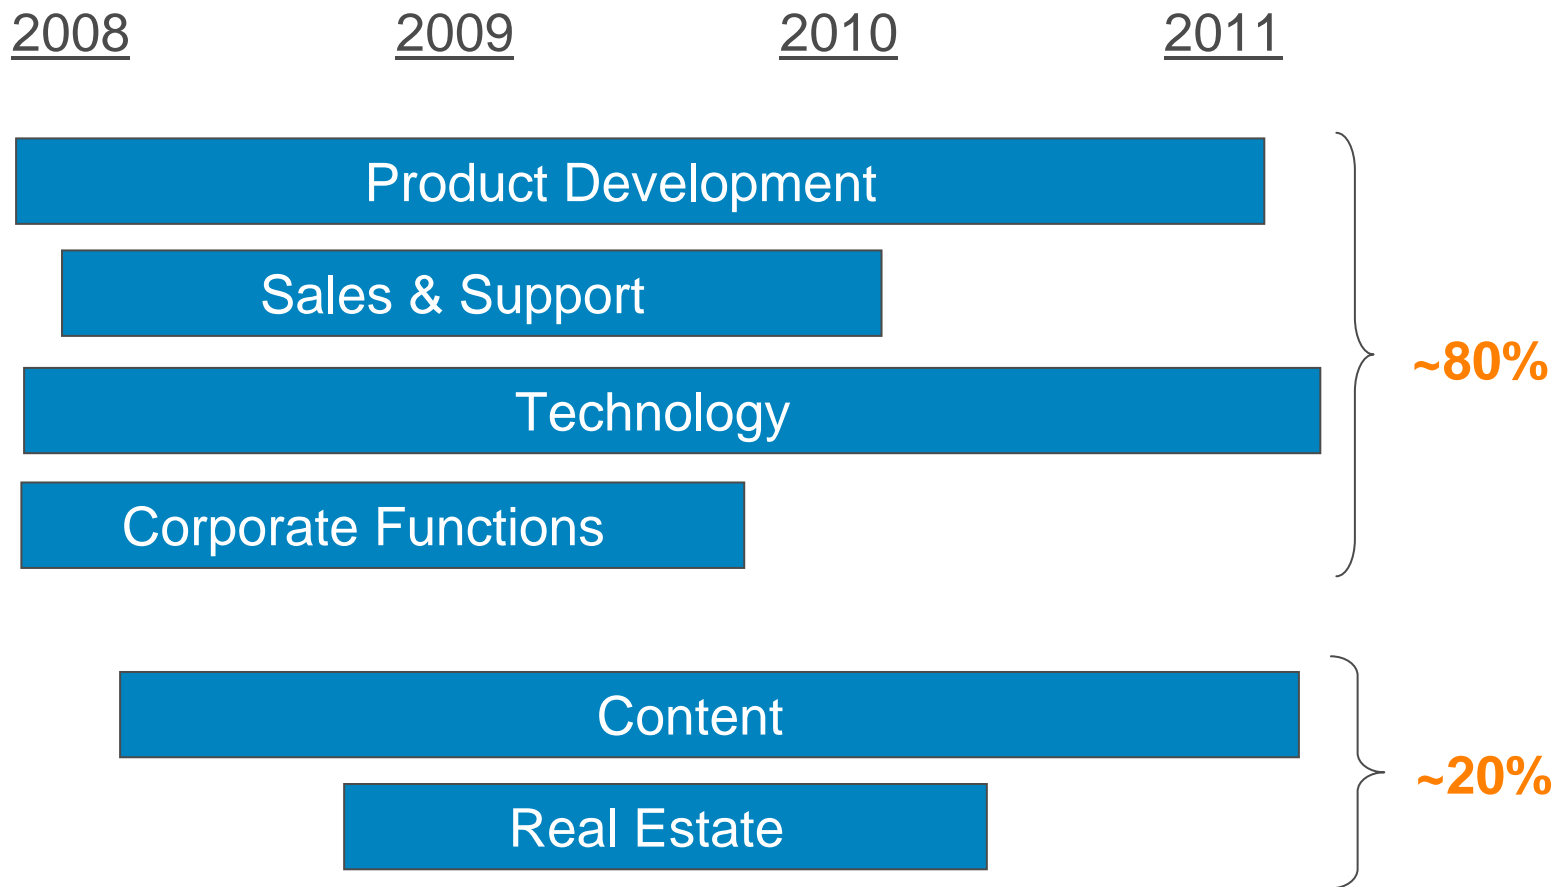 2008 2009 2010 2011
Product Development
Sales & Support
~80%
Technology
Corporate Functions
Content
~20%
Real Estate